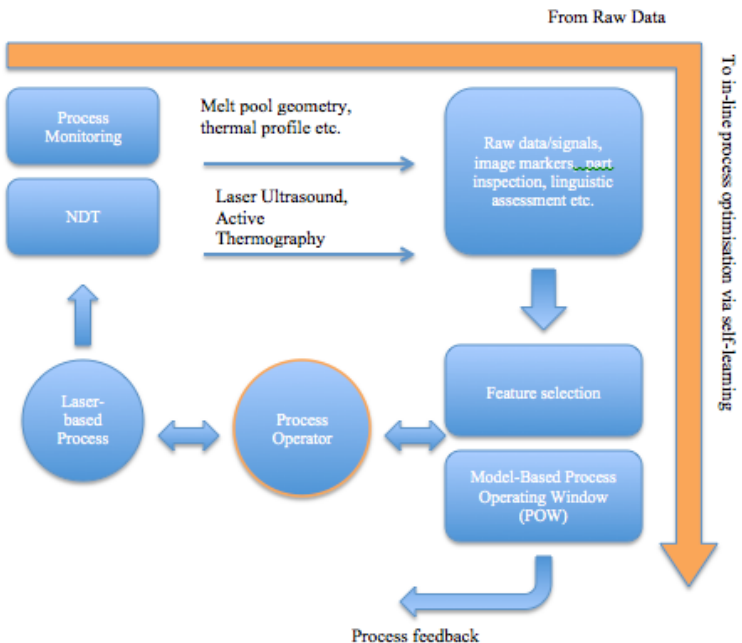 From Raw Data
To in-line process optimisation via self-learning
Process
Monitoring
Melt pool geometry,
thermal profile etc.
Raw data/signals,
image markers, part
inspection, linguistic
assessment etc.
NDT
Laser Ultrasound,
Active
Thermography
Laser-
based
Process
Process
Operator
Feature selection
Model-Based Process
Operating Window
(POW)
Process feedback